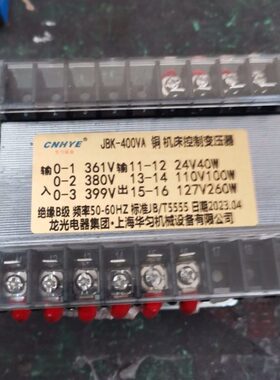 CNHYE JBK-400VA 铜 机床控制变压器
输 0-1 361V 输 11-12 24V40W
0-2 380V 13-14 110V100W
入 0-3 399V 出 15-16 127V260W
绝缘B级 频率50-60HZ 标准JB/T5555 日期2023.04
龙光电器集团·上海华匀机械设备有限公司